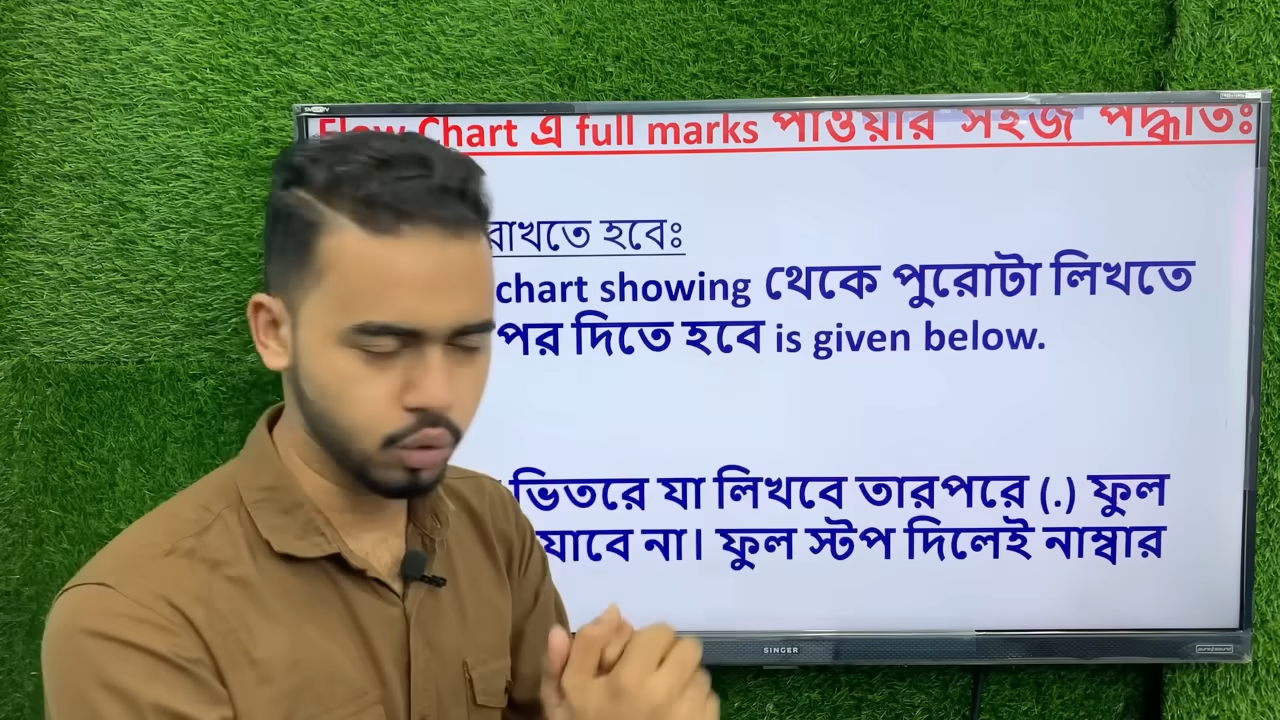 Flow Chart এ full marks পাওয়ার সহজ পদ্ধতিঃ
রাখতে হবেঃ
chart showing থেকে পুরোটা লিখতে
পর দিতে হবে is given below.
ভিতরে যা লিখবে তারপরে (.) ফুল
যাবে না। ফুল স্টপ দিলেই নাম্বার
SINGER